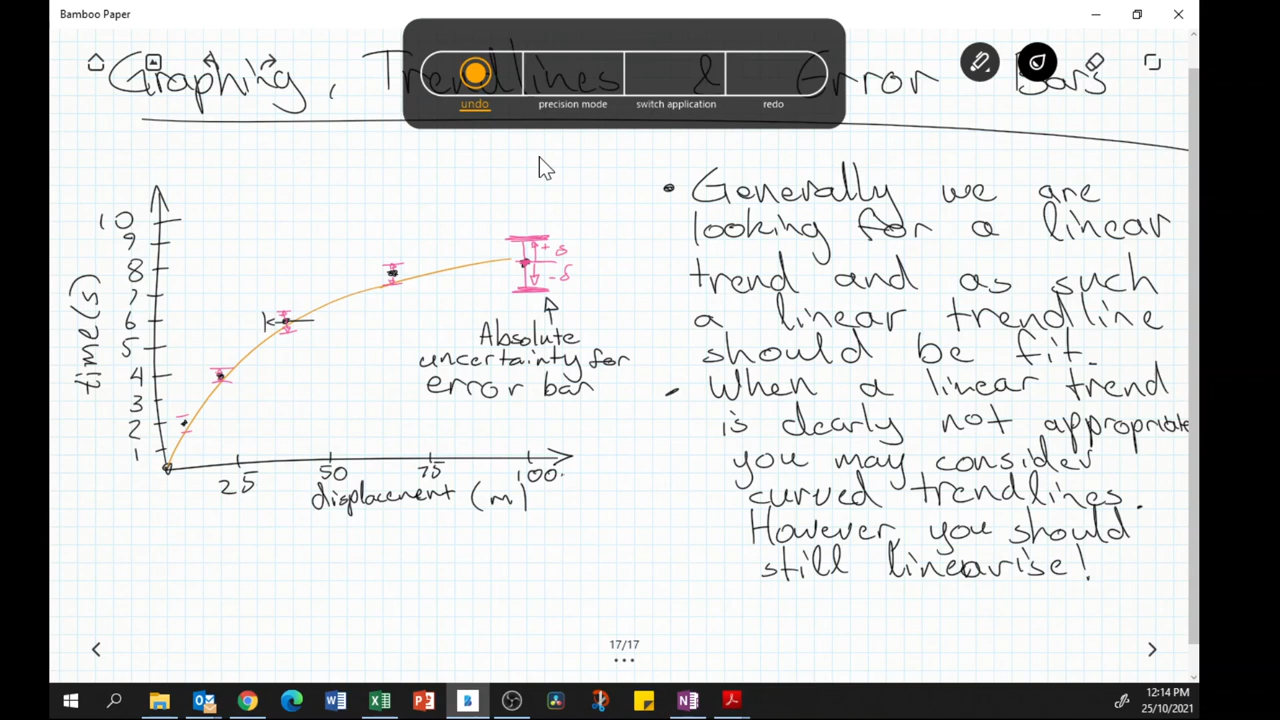 Bamboo Paper
Graphing, Trendlines & Error Bars
undo
precision mode
switch application
redo
10
9
8
7
6
5
4
3
2
1
time(s)
25
50
75
100
displacement (m)
+ δ
- δ
Absolute
uncertainty for
error bar
• Generally we are
looking for a linear
trend and as such
a linear trendline
should be fit.
• When a linear trend
is clearly not appropriate
you may consider
curved trendlines.
However, you should
still linearise!
17/17
12:14 PM
25/10/2021